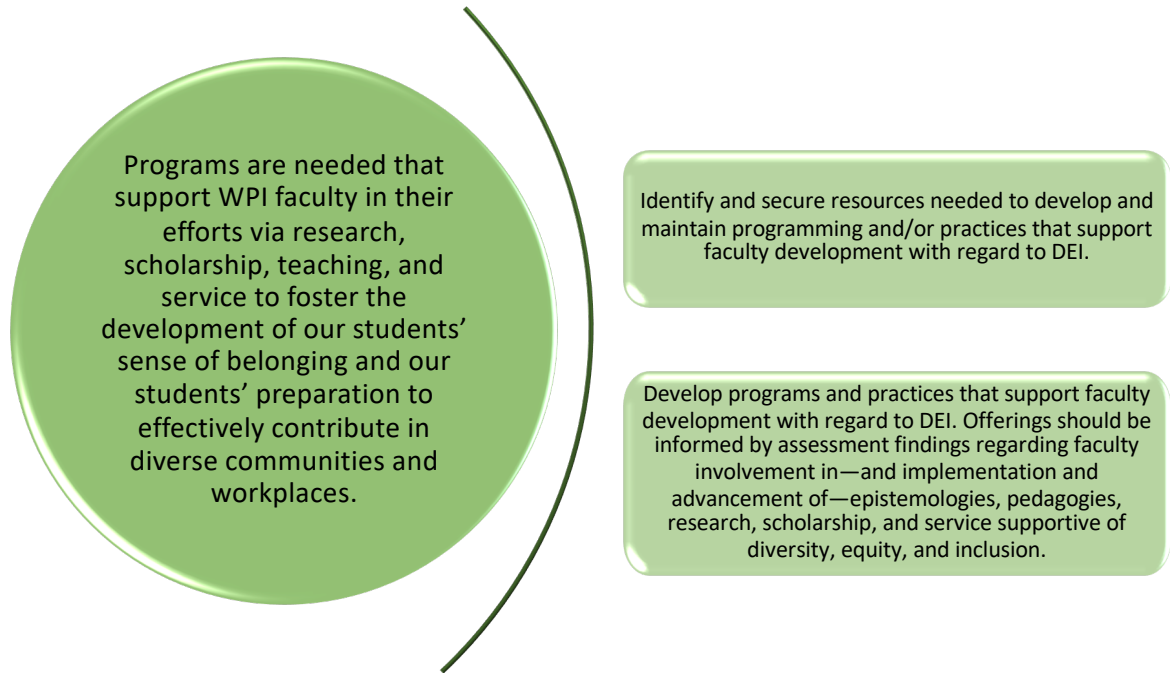 Programs are needed that
support WPI faculty in their
efforts via research,
scholarship, teaching, and
service to foster the
development of our students’
sense of belonging and our
students’ preparation to
effectively contribute in
diverse communities and
workplaces.
Identify and secure resources needed to develop and
maintain programming and/or practices that support
faculty development with regard to DEI.
Develop programs and practices that support faculty
development with regard to DEI. Offerings should be
informed by assessment findings regarding faculty
involvement in—and implementation and
advancement of—epistemologies, pedagogies,
research, scholarship, and service supportive of
diversity, equity, and inclusion.